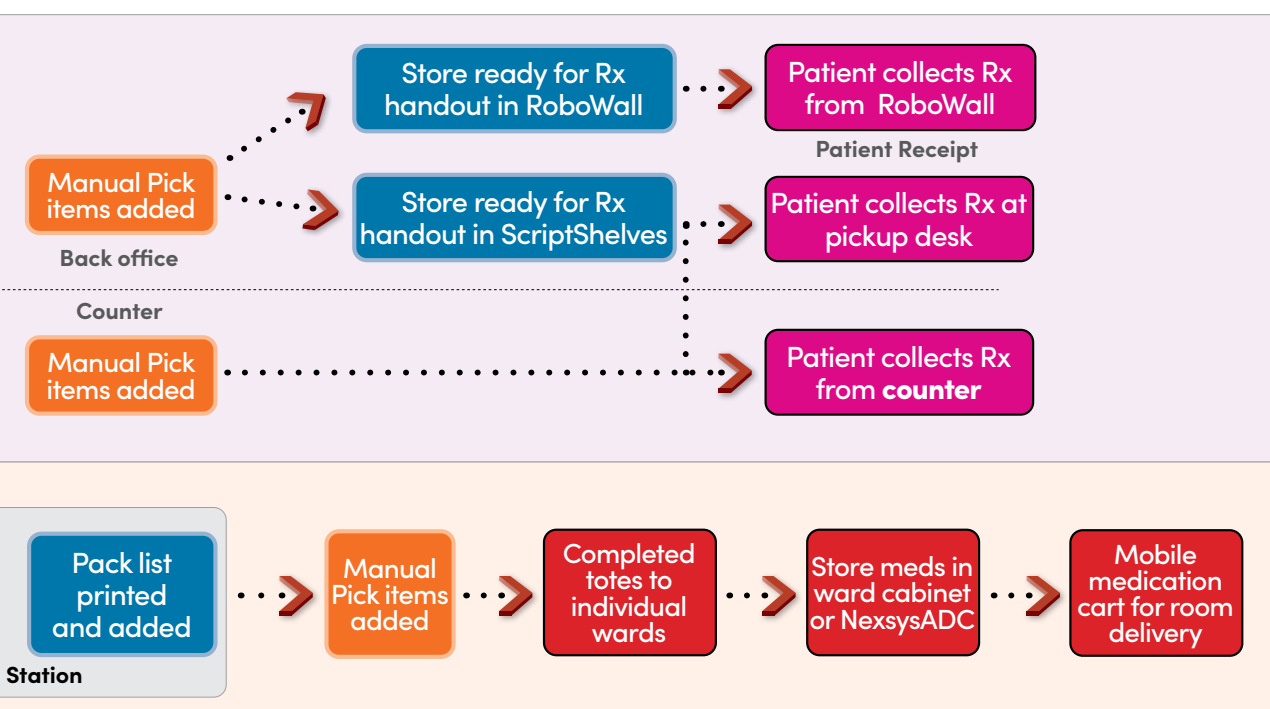 Store ready for Rx
handout in RoboWall
Patient collects Rx
from RoboWall
Patient Receipt
Manual Pick
items added
Back office
Store ready for Rx
handout in ScriptShelves
Patient collects Rx at
pickup desk
Counter
Manual Pick
items added
Patient collects Rx
from counter
Pack list
printed
and added
Station
Manual
Pick items
added
Completed
totes to
individual
wards
Store meds in
ward cabinet
or NexsysADC
Mobile
medication
cart for room
delivery